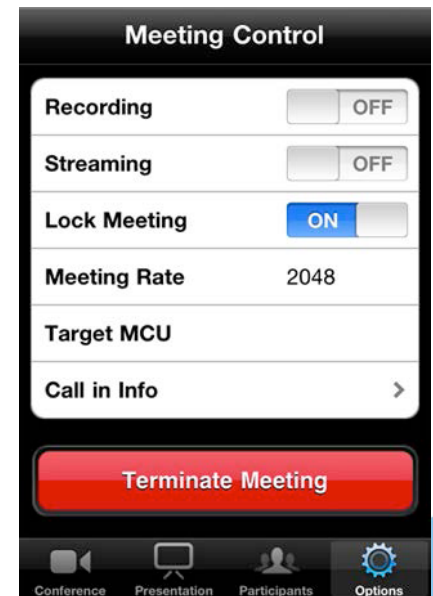 Meeting Control
Recording OFF
Streaming OFF
Lock Meeting ON
Meeting Rate 2048
Target MCU
Call in Info >
Terminate Meeting
Conference Presentation Participants Options